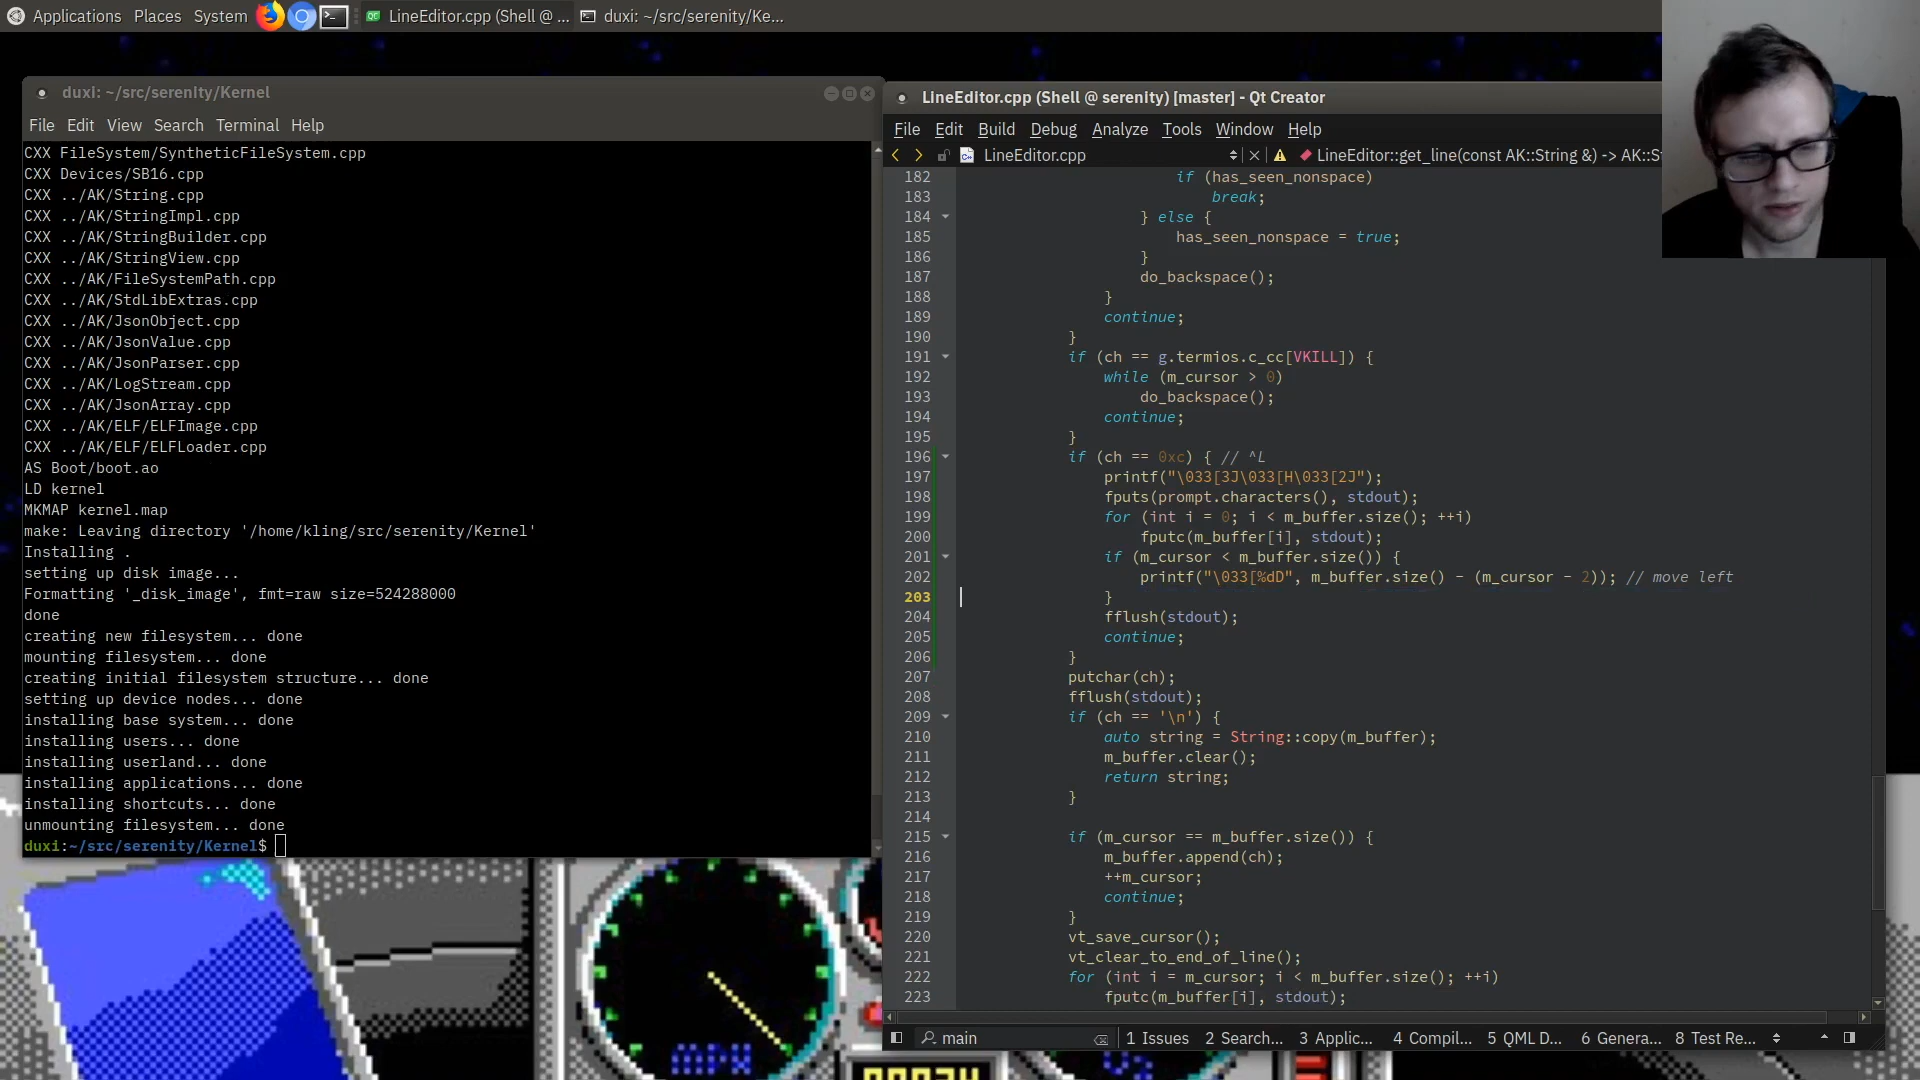 Applications Places System LineEditor.cpp (Shell @ ... duxi: ~/src/serenity/Ke...
duxi: ~/src/serenity/Kernel
File Edit View Search Terminal Help
CXX FileSystem/SyntheticFileSystem.cpp
CXX Devices/SB16.cpp
CXX ../AK/String.cpp
CXX ../AK/StringImpl.cpp
CXX ../AK/StringBuilder.cpp
CXX ../AK/StringView.cpp
CXX ../AK/FileSystemPath.cpp
CXX ../AK/StdLibExtras.cpp
CXX ../AK/JsonObject.cpp
CXX ../AK/JsonValue.cpp
CXX ../AK/JsonParser.cpp
CXX ../AK/LogStream.cpp
CXX ../AK/JsonArray.cpp
CXX ../AK/ELF/ELFImage.cpp
CXX ../AK/ELF/ELFLoader.cpp
AS Boot/boot.ao
LD kernel
MKMAP kernel.map
make: Leaving directory '/home/kling/src/serenity/Kernel'
Installing .
setting up disk image...
Formatting '_disk_image', fmt=raw size=524288000
done
creating new filesystem... done
mounting filesystem... done
creating initial filesystem structure... done
setting up device nodes... done
installing base system... done
installing users... done
installing userland... done
installing applications... done
installing shortcuts... done
unmounting filesystem... done
duxi:~/src/serenity/Kernel$
LineEditor.cpp (Shell @ serenity) [master] - Qt Creator
File Edit Build Debug Analyze Tools Window Help
LineEditor.cpp LineEditor::get_line(const AK::String &) -> AK::St
182 if (has_seen_nonspace)
183 break;
184 } else {
185 has_seen_nonspace = true;
186 }
187 do_backspace();
188 }
189 continue;
190 }
191 if (ch == g.termios.c_cc[VKILL]) {
192 while (m_cursor > 0)
193 do_backspace();
194 continue;
195 }
196 if (ch == 0xc) { // ^L
197 printf("\033[3J\033[H\033[2J");
198 fputs(prompt.characters(), stdout);
199 for (int i = 0; i < m_buffer.size(); ++i)
200 fputc(m_buffer[i], stdout);
201 if (m_cursor < m_buffer.size()) {
202 printf("\033[%dD", m_buffer.size() - (m_cursor - 2)); // move left
203 }
204 fflush(stdout);
205 continue;
206 }
207 putchar(ch);
208 fflush(stdout);
209 if (ch == '\n') {
210 auto string = String::copy(m_buffer);
211 m_buffer.clear();
212 return string;
213 }
214
215 if (m_cursor == m_buffer.size()) {
216 m_buffer.append(ch);
217 ++m_cursor;
218 continue;
219 }
220 vt_save_cursor();
221 vt_clear_to_end_of_line();
222 for (int i = m_cursor; i < m_buffer.size(); ++i)
223 fputc(m_buffer[i], stdout);
main 1 Issues 2 Search... 3 Applic... 4 Compil... 5 QML D... 6 Genera... 8 Test Re...